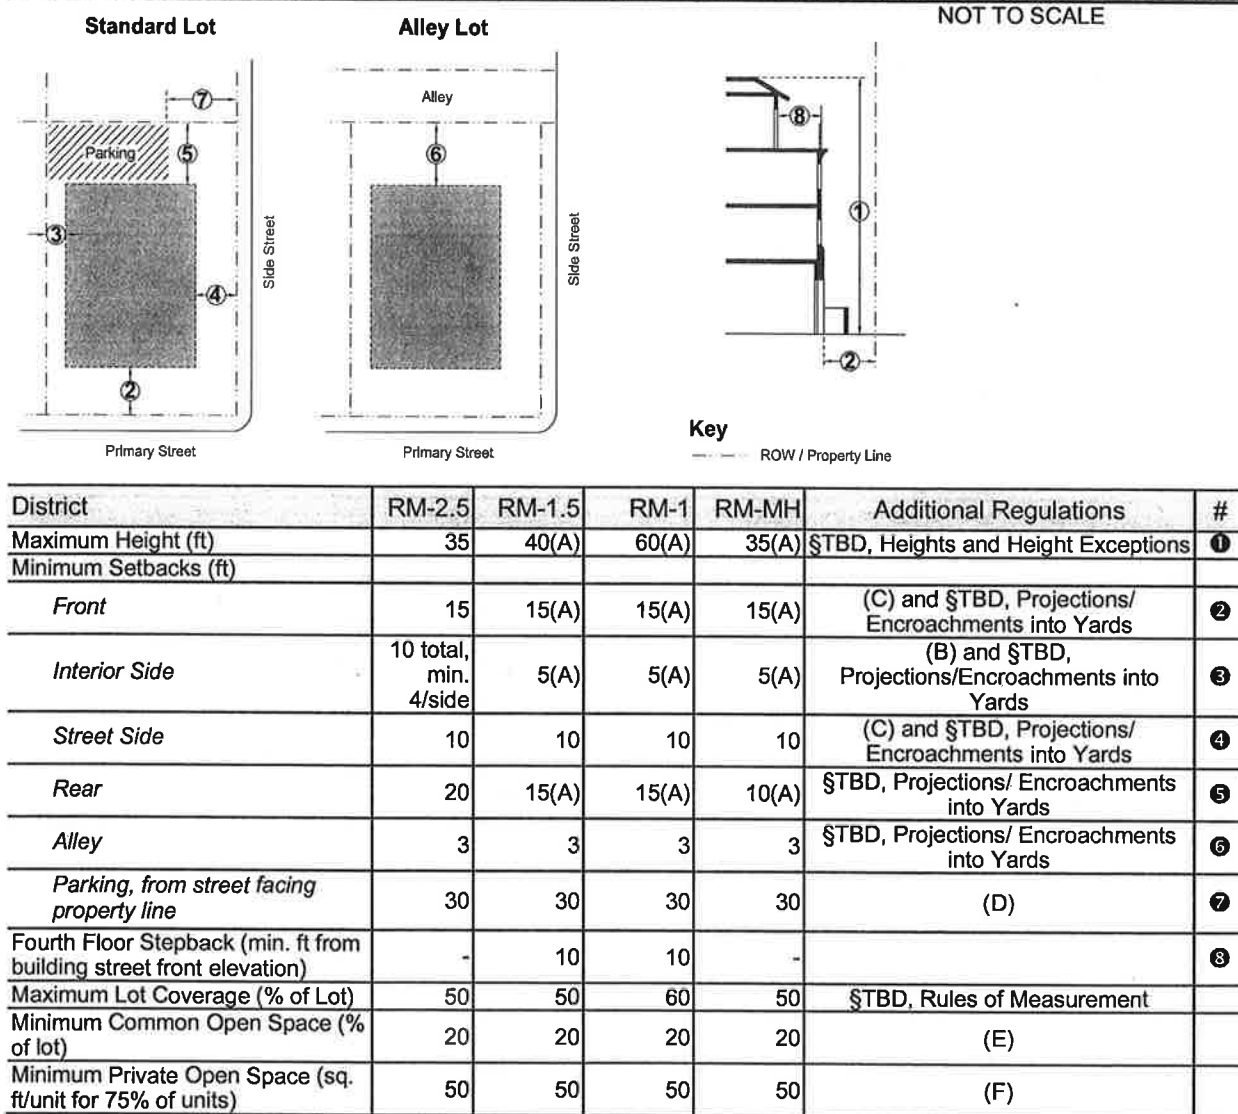 NOT TO SCALE
Standard Lot
Alley Lot
7
Parking
5
3
4
2
Side Street
Primary Street
Alley
6
Side Street
Primary Street
8
1
2
Key
ROW / Property Line
District RM-2.5 RM-1.5 RM-1 RM-MH Additional Regulations #
Maximum Height (ft) 35 40(A) 60(A) 35(A) §TBD, Heights and Height Exceptions 1
Minimum Setbacks (ft)
Front 15 15(A) 15(A) 15(A) (C) and §TBD, Projections/ 2
Encroachments into Yards
Interior Side 10 total, 5(A) 5(A) 5(A) (B) and §TBD, 3
min. Projections/Encroachments into
4/side Yards
Street Side 10 10 10 10 (C) and §TBD, Projections/ 4
Encroachments into Yards
Rear 20 15(A) 15(A) 10(A) §TBD, Projections/ Encroachments 5
into Yards
Alley 3 3 3 3 §TBD, Projections/ Encroachments 6
into Yards
Parking, from street facing 30 30 30 30 (D) 7
property line
Fourth Floor Stepback (min. ft from - 10 10 - 8
building street front elevation)
Maximum Lot Coverage (% of Lot) 50 50 60 50 §TBD, Rules of Measurement
Minimum Common Open Space (% 20 20 20 20 (E)
of lot)
Minimum Private Open Space (sq. 50 50 50 50 (F)
ft/unit for 75% of units)